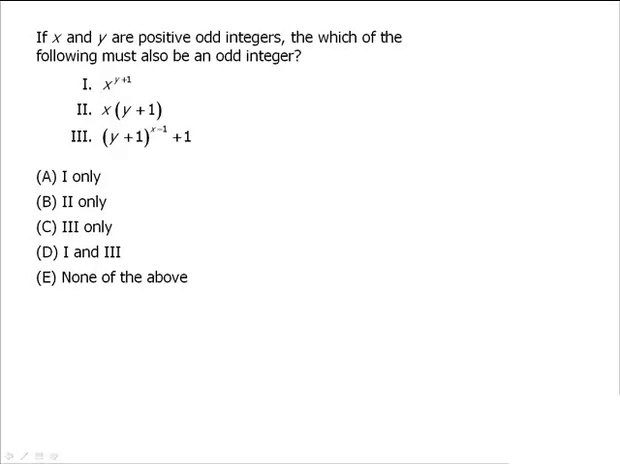 If x and y are positive odd integers, the which of the
following must also be an odd integer?
I. x^{y+1}
II. x(y+1)
III. (y+1)^{x−1}+1
(A) I only
(B) II only
(C) III only
(D) I and III
(E) None of the above